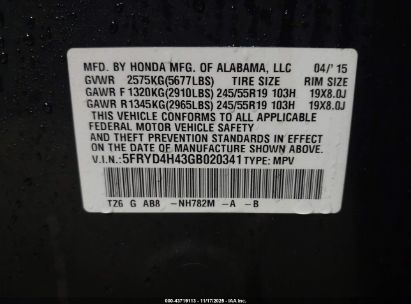 MFD. BY HONDA MFG. OF ALABAMA, LLC 04/'15
GVWR 2575KG(5677LBS) TIRE SIZE RIM SIZE
GAWR F 1320KG(2910LBS) 245/55R19 103H 19X8.0J
GAWR R 1345KG(2965LBS) 245/55R19 103H 19X8.0J
THIS VEHICLE CONFORMS TO ALL APPLICABLE
FEDERAL MOTOR VEHICLE SAFETY
AND THEFT PREVENTION STANDARDS IN EFFECT
ON THE DATE OF MANUFACTURE SHOWN ABOVE.
V.I.N.: 5FRYD4H43GB020341 TYPE: MPV
TZ6 G AB8 -NH782M -A -B
000-43719113 - 11/17/2025 - IAA Inc.